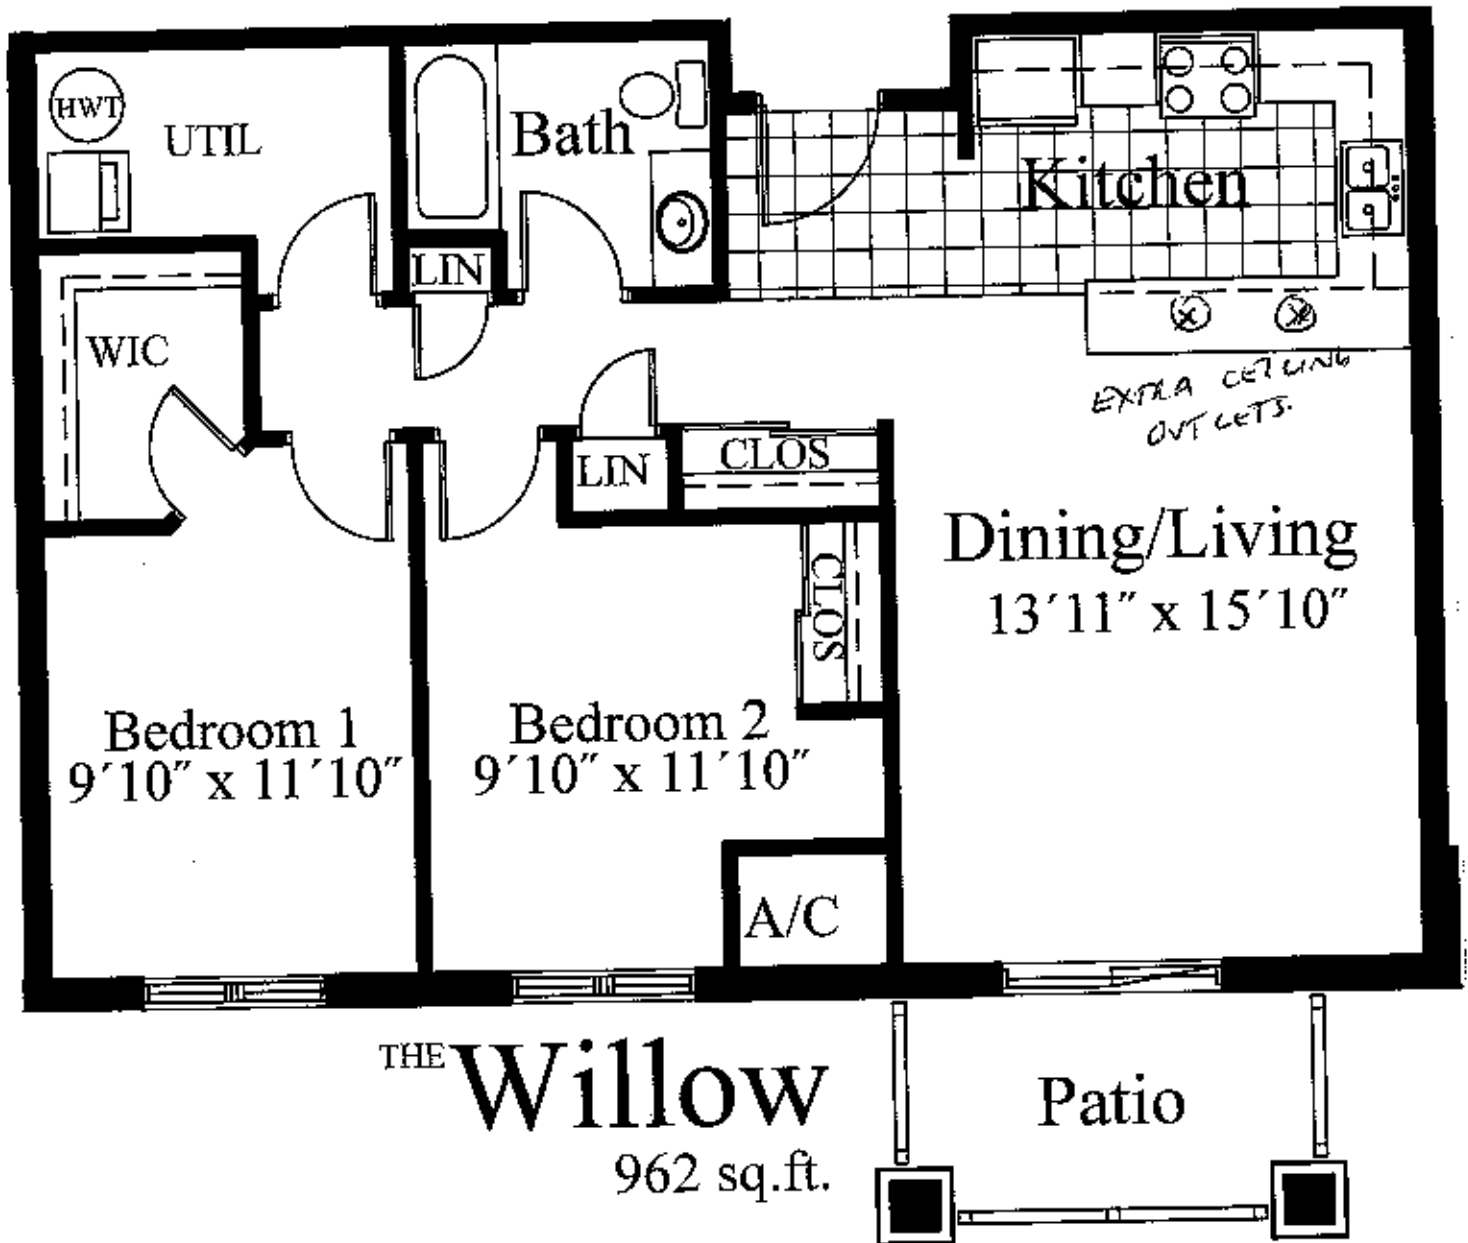 HWT
UTIL
Bath
Kitchen
LIN
WIC
EXTRA CEILING
OUTLETS.
LIN
CLOS
CLOS
Dining/Living
13′11″ x 15′10″
Bedroom 1
9′10″ x 11′10″
Bedroom 2
9′10″ x 11′10″
A/C
THE Willow
962 sq.ft.
Patio